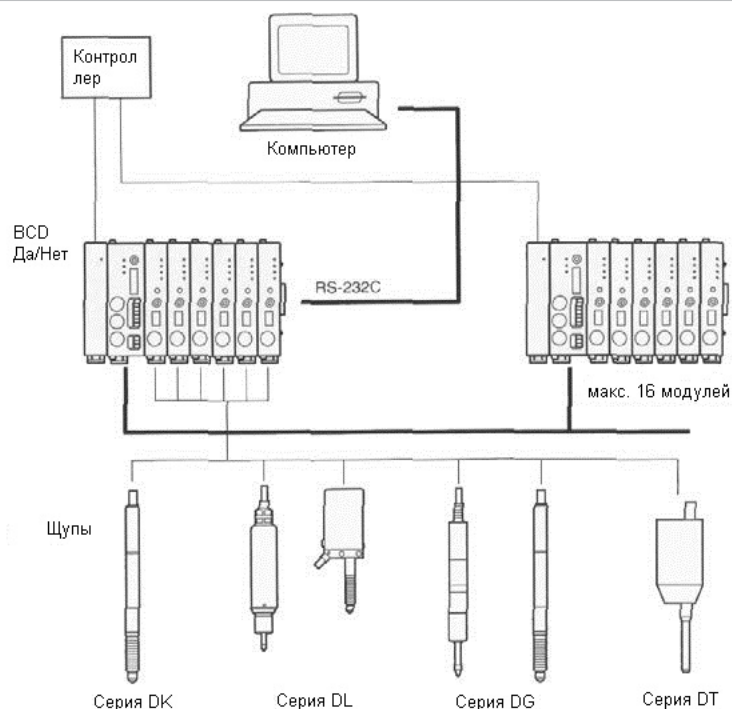 Контрол
лер
Компьютер
BCD
Да/Нет
RS-232C
макс. 16 модулей
Щупы
Серия DK
Серия DL
Серия DG
Серия DT